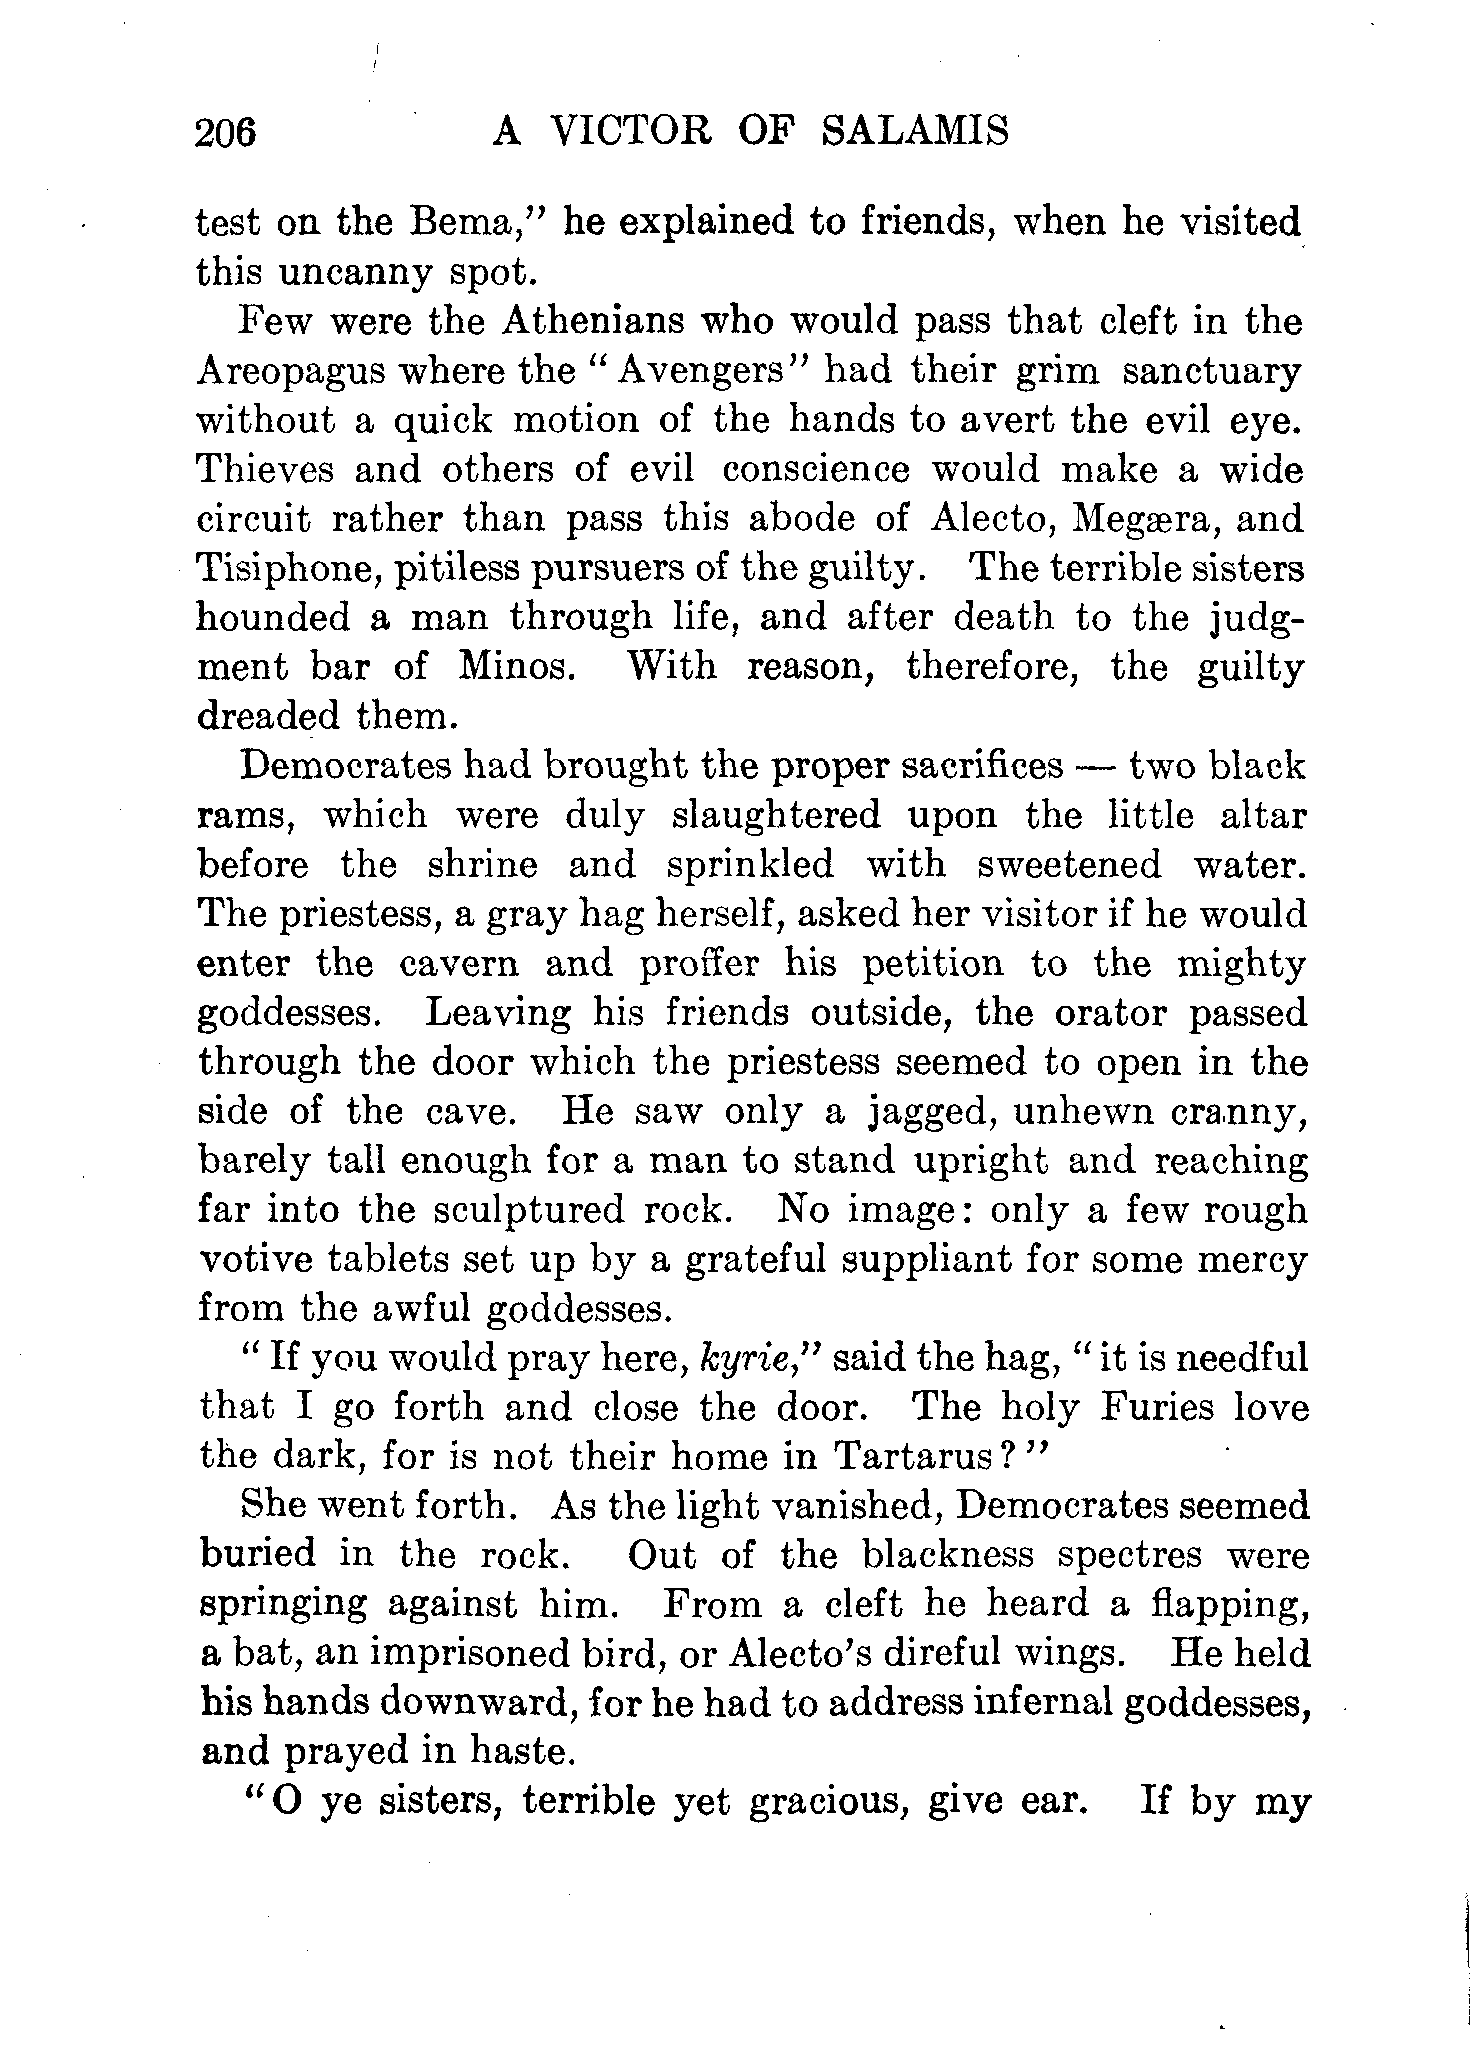 206 A VICTOR OF SALAMIS
test on the Bema,” he explained to friends, when he visited
this uncanny spot.
Few were the Athenians who would pass that cleft in the
Areopagus where the “Avengers” had their grim sanctuary
without a quick motion of the hands to avert the evil eye.
Thieves and others of evil conscience would make a wide
circuit rather than pass this abode of Alecto, Megæra, and
Tisiphone, pitiless pursuers of the guilty. The terrible sisters
hounded a man through life, and after death to the judg-
ment bar of Minos. With reason, therefore, the guilty
dreaded them.
Democrates had brought the proper sacrifices — two black
rams, which were duly slaughtered upon the little altar
before the shrine and sprinkled with sweetened water.
The priestess, a gray hag herself, asked her visitor if he would
enter the cavern and proffer his petition to the mighty
goddesses. Leaving his friends outside, the orator passed
through the door which the priestess seemed to open in the
side of the cave. He saw only a jagged, unhewn cranny,
barely tall enough for a man to stand upright and reaching
far into the sculptured rock. No image: only a few rough
votive tablets set up by a grateful suppliant for some mercy
from the awful goddesses.
“If you would pray here, kyrie,” said the hag, “it is needful
that I go forth and close the door. The holy Furies love
the dark, for is not their home in Tartarus?”
She went forth. As the light vanished, Democrates seemed
buried in the rock. Out of the blackness spectres were
springing against him. From a cleft he heard a flapping,
a bat, an imprisoned bird, or Alecto’s direful wings. He held
his hands downward, for he had to address infernal goddesses,
and prayed in haste.
“O ye sisters, terrible yet gracious, give ear. If by my